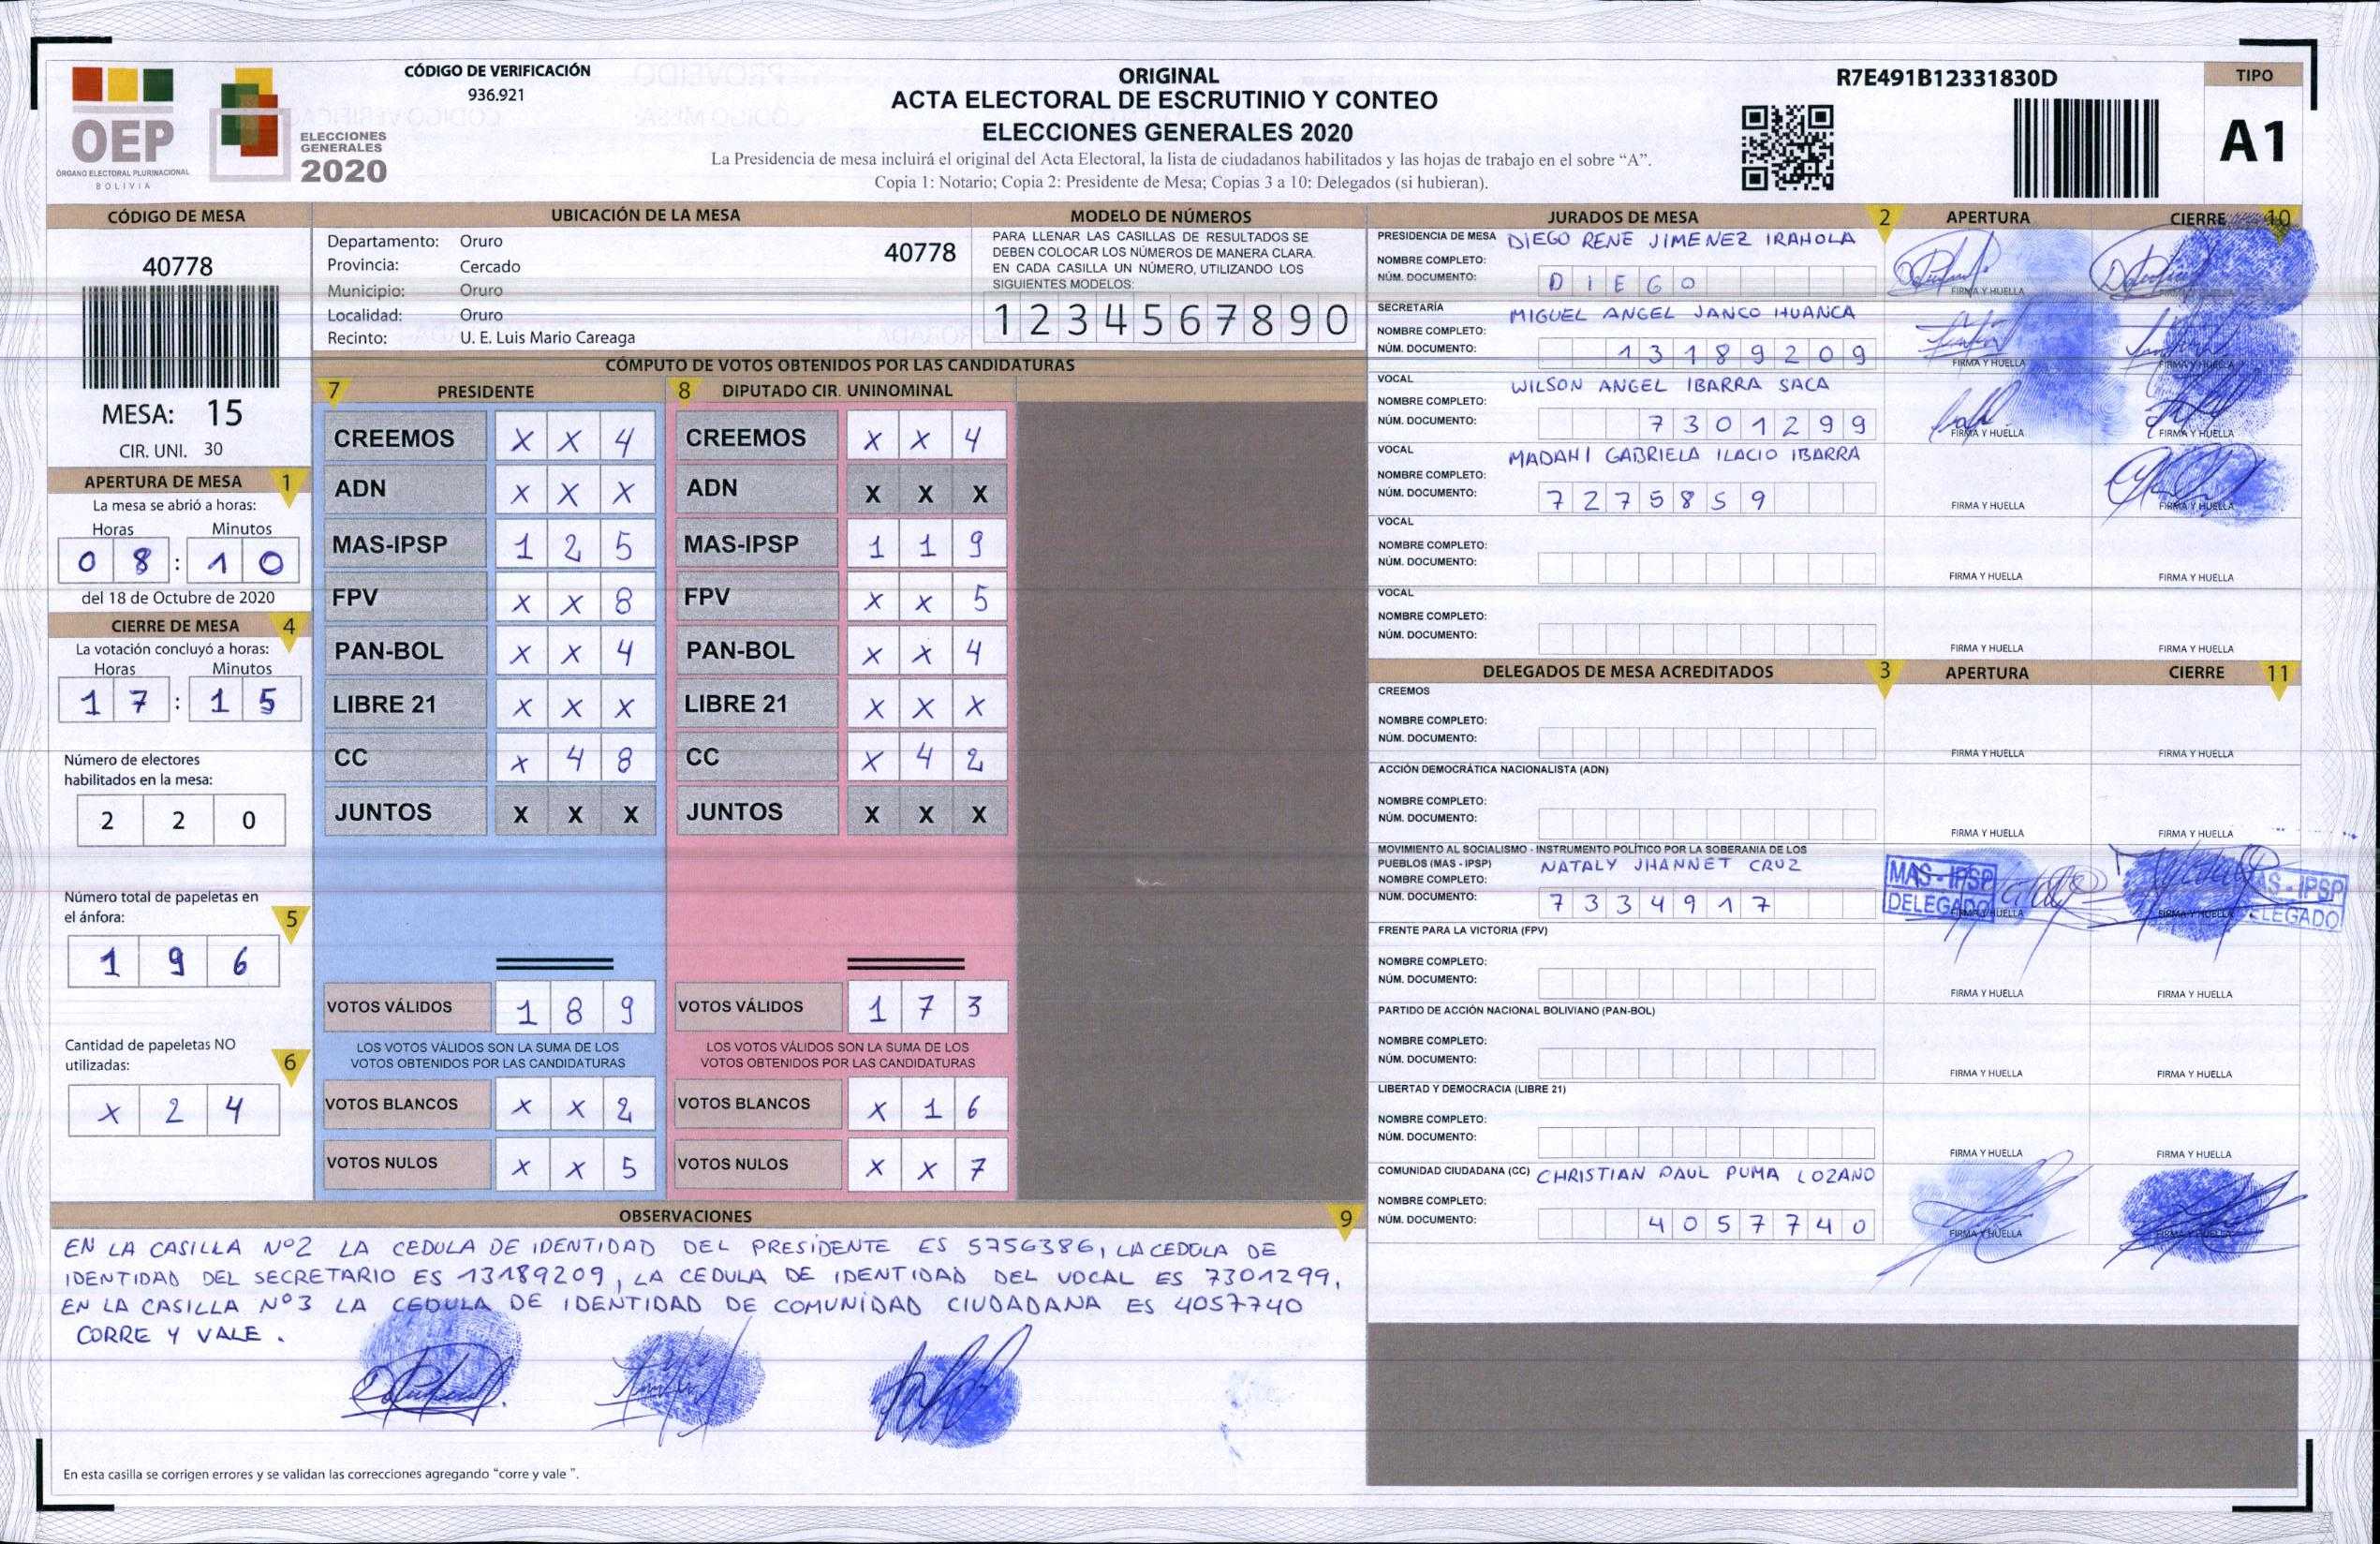 OEP
ÓRGANO ELECTORAL PLURINACIONAL
BOLIVIA
ELECCIONES
GENERALES
2020
CÓDIGO DE VERIFICACIÓN
936.921
ORIGINAL
ACTA ELECTORAL DE ESCRUTINIO Y CONTEO
ELECCIONES GENERALES 2020
La Presidencia de mesa incluirá el original del Acta Electoral, la lista de ciudadanos habilitados y las hojas de trabajo en el sobre “A”.
Copia 1: Notario; Copia 2: Presidente de Mesa; Copias 3 a 10: Delegados (si hubieran).
R7E491B12331830D
TIPO
A1
CÓDIGO DE MESA
40778
MESA: 15
CIR. UNI. 30
APERTURA DE MESA 1
La mesa se abrió a horas:
Horas Minutos
0 8 : 1 0
del 18 de Octubre de 2020
CIERRE DE MESA 4
La votación concluyó a horas:
Horas Minutos
1 7 : 1 5
Número de electores
habilitados en la mesa:
2 2 0
Número total de papeletas en
el ánfora: 5
1 9 6
Cantidad de papeletas NO
utilizadas: 6
X 2 4
UBICACIÓN DE LA MESA
Departamento: Oruro 40778
Provincia: Cercado
Municipio: Oruro
Localidad: Oruro
Recinto: U. E. Luis Mario Careaga
MODELO DE NÚMEROS
PARA LLENAR LAS CASILLAS DE RESULTADOS SE
DEBEN COLOCAR LOS NÚMEROS DE MANERA CLARA.
EN CADA CASILLA UN NÚMERO, UTILIZANDO LOS
SIGUIENTES MODELOS:
1 2 3 4 5 6 7 8 9 0
CÓMPUTO DE VOTOS OBTENIDOS POR LAS CANDIDATURAS
7 PRESIDENTE 8 DIPUTADO CIR. UNINOMINAL
CREEMOS X X 4 CREEMOS X X 4
ADN X X X ADN X X X
MAS-IPSP 1 2 5 MAS-IPSP 1 1 9
FPV X X 8 FPV X X 5
PAN-BOL X X 4 PAN-BOL X X 4
LIBRE 21 X X X LIBRE 21 X X X
CC X 4 8 CC X 4 2
JUNTOS X X X JUNTOS X X X
VOTOS VÁLIDOS 1 8 9 VOTOS VÁLIDOS 1 7 3
LOS VOTOS VÁLIDOS SON LA SUMA DE LOS LOS VOTOS VÁLIDOS SON LA SUMA DE LOS
VOTOS OBTENIDOS POR LAS CANDIDATURAS VOTOS OBTENIDOS POR LAS CANDIDATURAS
VOTOS BLANCOS X X 2 VOTOS BLANCOS X 1 6
VOTOS NULOS X X 5 VOTOS NULOS X X 7
JURADOS DE MESA 2 APERTURA CIERRE 10
PRESIDENCIA DE MESA DIEGO RENE JIMENEZ IRAHOLA
NOMBRE COMPLETO:
NÚM. DOCUMENTO: D I E G O FIRMA Y HUELLA
SECRETARÍA MIGUEL ANGEL JANCO HUANCA
NOMBRE COMPLETO:
NÚM. DOCUMENTO: 1 3 1 8 9 2 0 9 FIRMA Y HUELLA FIRMA Y HUELLA
VOCAL WILSON ANGEL IBARRA SACA
NOMBRE COMPLETO:
NÚM. DOCUMENTO: 7 3 0 1 2 9 9 FIRMA Y HUELLA FIRMA Y HUELLA
VOCAL MADAHI GABRIELA ILACIO IBARRA
NOMBRE COMPLETO:
NÚM. DOCUMENTO: 7 2 7 5 8 5 9 FIRMA Y HUELLA FIRMA Y HUELLA
VOCAL
NOMBRE COMPLETO:
NÚM. DOCUMENTO: FIRMA Y HUELLA FIRMA Y HUELLA
VOCAL
NOMBRE COMPLETO:
NÚM. DOCUMENTO: FIRMA Y HUELLA FIRMA Y HUELLA
DELEGADOS DE MESA ACREDITADOS 3 APERTURA CIERRE 11
CREEMOS
NOMBRE COMPLETO:
NÚM. DOCUMENTO: FIRMA Y HUELLA FIRMA Y HUELLA
ACCIÓN DEMOCRÁTICA NACIONALISTA (ADN)
NOMBRE COMPLETO:
NÚM. DOCUMENTO: FIRMA Y HUELLA FIRMA Y HUELLA
MOVIMIENTO AL SOCIALISMO - INSTRUMENTO POLÍTICO POR LA SOBERANIA DE LOS
PUEBLOS (MAS - IPSP) NATALY JHANNET CRUZ
NOMBRE COMPLETO:
NÚM. DOCUMENTO: 7 3 3 4 9 1 7 FIRMA Y HUELLA
MAS - IPSP
DELEGADO
FRENTE PARA LA VICTORIA (FPV)
NOMBRE COMPLETO:
NÚM. DOCUMENTO: FIRMA Y HUELLA FIRMA Y HUELLA
PARTIDO DE ACCIÓN NACIONAL BOLIVIANO (PAN-BOL)
NOMBRE COMPLETO:
NÚM. DOCUMENTO: FIRMA Y HUELLA FIRMA Y HUELLA
LIBERTAD Y DEMOCRACIA (LIBRE 21)
NOMBRE COMPLETO:
NÚM. DOCUMENTO: FIRMA Y HUELLA FIRMA Y HUELLA
COMUNIDAD CIUDADANA (CC) CHRISTIAN PAUL PUMA LOZANO
NOMBRE COMPLETO:
NÚM. DOCUMENTO: 4 0 5 7 7 4 0 FIRMA Y HUELLA
OBSERVACIONES 9
EN LA CASILLA Nº2 LA CEDULA DE IDENTIDAD DEL PRESIDENTE ES 5756386, LA CEDULA DE
IDENTIDAD DEL SECRETARIO ES 13189209, LA CEDULA DE IDENTIDAD DEL VOCAL ES 7301299,
EN LA CASILLA Nº3 LA CEDULA DE IDENTIDAD DE COMUNIDAD CIUDADANA ES 4057740
CORRE Y VALE .
En esta casilla se corrigen errores y se validan las correcciones agregando “corre y vale ”.